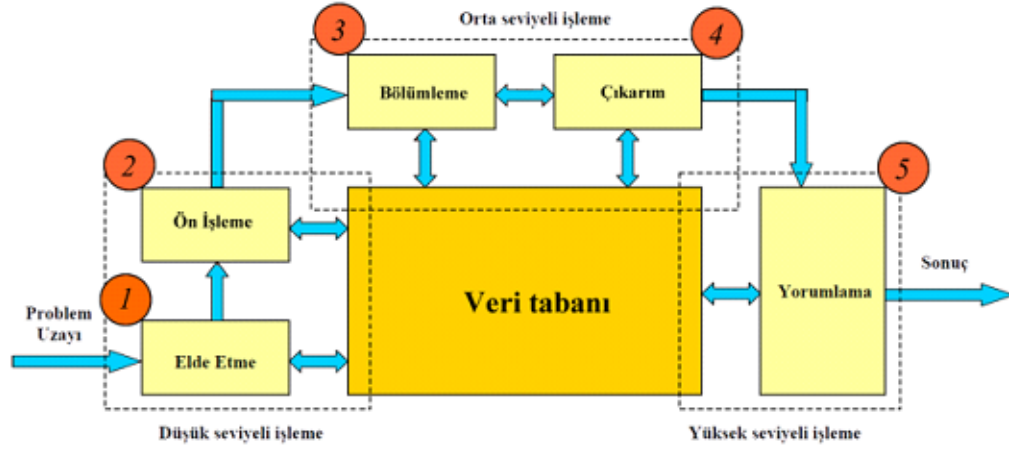 Orta seviyeli işleme
3
4
Bölümleme
Çıkarım
2
5
Ön İşleme
Sonuç
1
Veri tabanı
Yorumlama
Problem
Uzayı
Elde Etme
Düşük seviyeli işleme
Yüksek seviyeli işleme